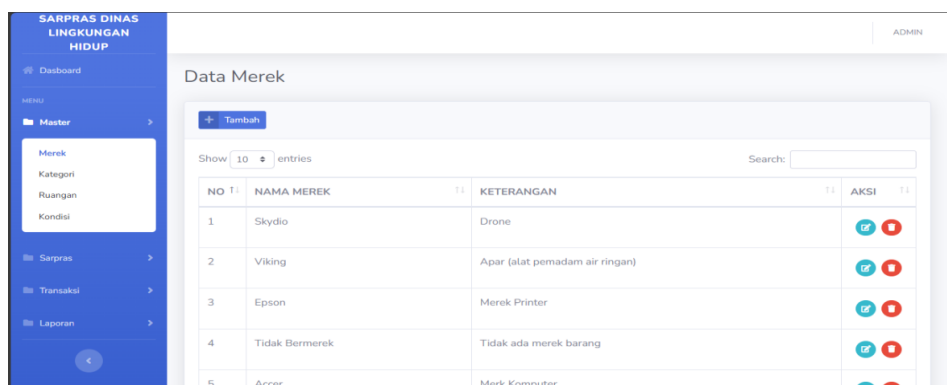 SARPRAS DINAS
LINGKUNGAN
HIDUP
ADMIN
Dasboard
MENU
Master
Merek
Kategori
Ruangan
Kondisi
Sarpras
Transaksi
Laporan
Data Merek
Tambah
Show 10 entries
Search:
NO NAMA MEREK KETERANGAN AKSI
1 Skydio Drone
2 Viking Apar (alat pemadam air ringan)
3 Epson Merek Printer
4 Tidak Bermerek Tidak ada merek barang
5 Accer Merk Komputer